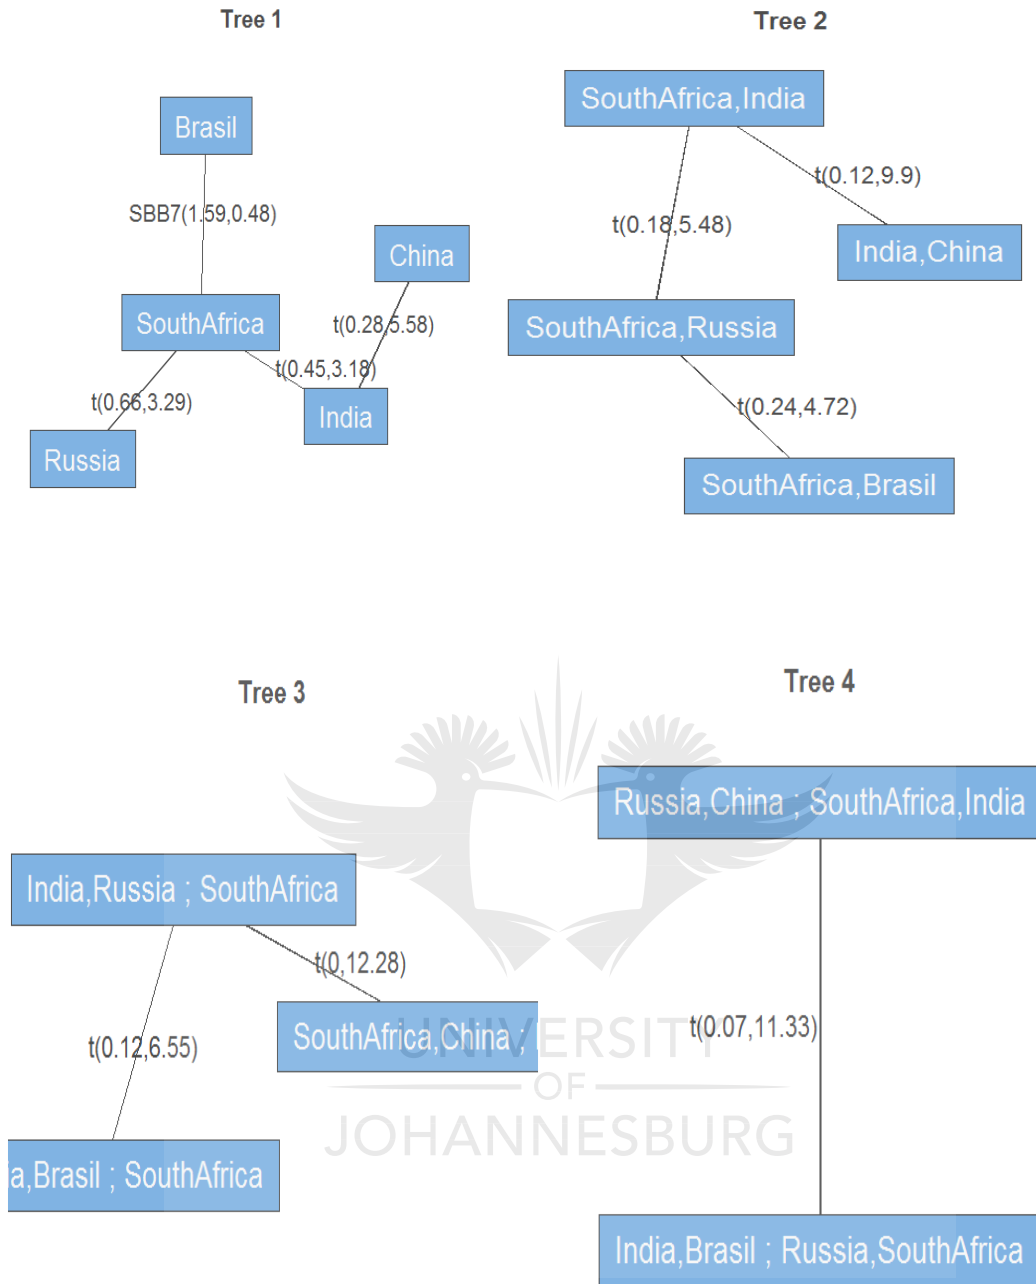 Tree 1
Tree 2
Brasil
SBB7(1.59,0.48)
China
SouthAfrica
t(0.28,5.58)
t(0.45,3.18)
t(0.66,3.29)
India
Russia
SouthAfrica,India
t(0.12,9.9)
t(0.18,5.48)
India,China
SouthAfrica,Russia
t(0.24,4.72)
SouthAfrica,Brasil
Tree 3
Tree 4
India,Russia ; SouthAfrica
t(0,12.28)
SouthAfrica,China ;
t(0.12,6.55)
ia,Brasil ; SouthAfrica
Russia,China ; SouthAfrica,India
t(0.07,11.33)
India,Brasil ; Russia,SouthAfrica
UNIVERSITY
OF
JOHANNESBURG